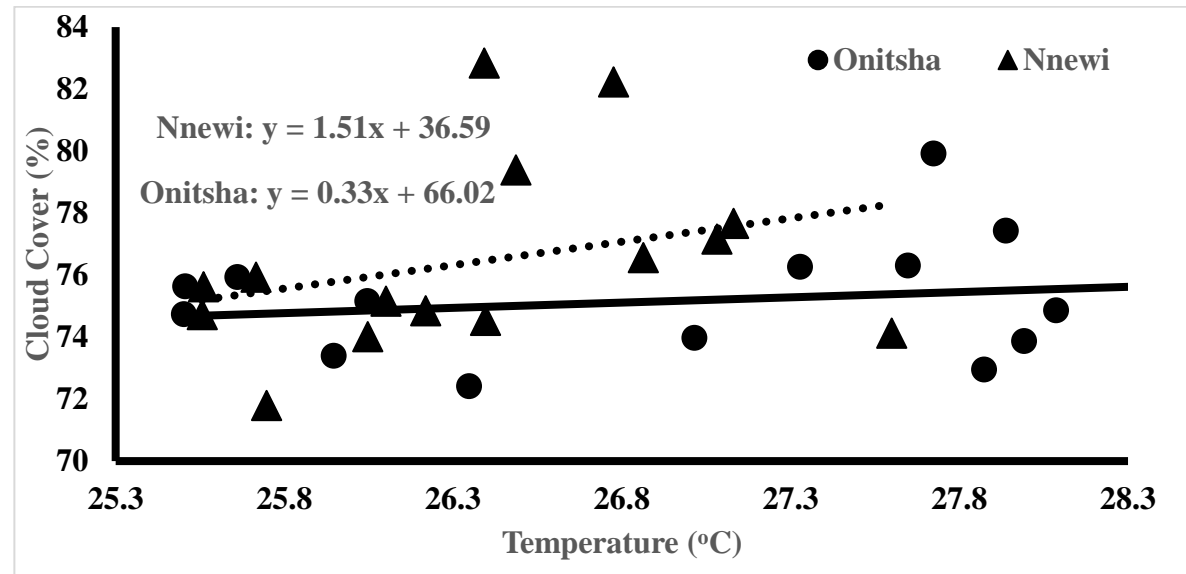 Cloud Cover (%)
84
82
80
78
76
74
72
70
Onitsha
Nnewi
Nnewi: y = 1.51x + 36.59
Onitsha: y = 0.33x + 66.02
25.3 25.8 26.3 26.8 27.3 27.8 28.3
Temperature (ᵒC)